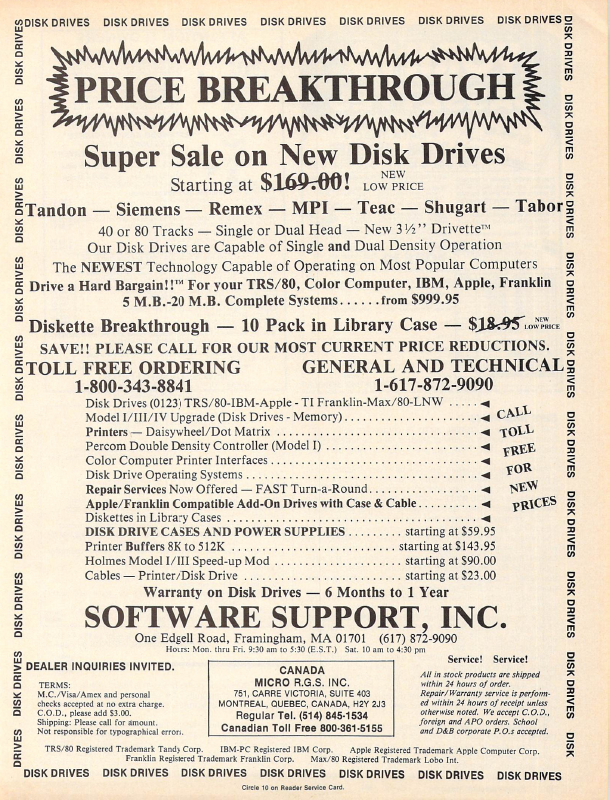 DISK DRIVES DISK DRIVES DISK DRIVES DISK DRIVES DISK DRIVES DISK DRIVES DISK DRIVES
PRICE BREAKTHROUGH
Super Sale on New Disk Drives
Starting at $169.00! NEW LOW PRICE
Tandon — Siemens — Remex — MPI — Teac — Shugart — Tabor
40 or 80 Tracks — Single or Dual Head — New 3½" Drivette™
Our Disk Drives are Capable of Single and Dual Density Operation
The NEWEST Technology Capable of Operating on Most Popular Computers
Drive a Hard Bargain!!™ For your TRS/80, Color Computer, IBM, Apple, Franklin
5 M.B.-20 M.B. Complete Systems......from $999.95
Diskette Breakthrough — 10 Pack in Library Case — $18.95 NEW LOW PRICE
SAVE!! PLEASE CALL FOR OUR MOST CURRENT PRICE REDUCTIONS.
TOLL FREE ORDERING
1-800-343-8841
GENERAL AND TECHNICAL
1-617-872-9090
Disk Drives (0123) TRS/80-IBM-Apple - TI Franklin-Max/80-LNW .....
Model I/III/IV Upgrade (Disk Drives - Memory)
Printers — Daisywheel/Dot Matrix
Percom Double Density Controller (Model I)
Color Computer Printer Interfaces
Disk Drive Operating Systems
Repair Services Now Offered — FAST Turn-a-Round
Apple/Franklin Compatible Add-On Drives with Case & Cable
Diskettes in Library Cases
CALL
TOLL
FREE
FOR
NEW
PRICES
DISK DRIVE CASES AND POWER SUPPLIES ......... starting at $59.95
Printer Buffers 8K to 512K ........ starting at $143.95
Holmes Model I/III Speed-up Mod ........ starting at $90.00
Cables — Printer/Disk Drive ........ starting at $23.00
Warranty on Disk Drives — 6 Months to 1 Year
SOFTWARE SUPPORT, INC.
One Edgell Road, Framingham, MA 01701 (617) 872-9090
Hours: Mon. thru Fri. 9:30 am to 5:30 (E.S.T.) Sat. 10 am to 4:30 pm
DEALER INQUIRIES INVITED.
TERMS:
M.C./Visa/Amex and personal
checks accepted at no extra charge.
C.O.D., please add $3.00.
Shipping: Please call for amount.
Not responsible for typographical errors.
CANADA
MICRO R.G.S. INC.
751, CARRE VICTORIA, SUITE 403
MONTREAL, QUEBEC, CANADA, H2Y 2J3
Regular Tel. (514) 845-1534
Canadian Toll Free 800-361-5155
Service! Service!
All in stock products are shipped
within 24 hours of order.
Repair/Warranty service is perform-
ed within 24 hours of receipt unless
otherwise noted. We accept C.O.D.,
foreign and APO orders. School
and D&B corporate P.O.s accepted.
TRS/80 Registered Trademark Tandy Corp. IBM-PC Registered IBM Corp. Apple Registered Trademark Apple Computer Corp.
Franklin Registered Trademark Franklin Corp. Max/80 Registered Trademark Lobo Int.
DISK DRIVES DISK DRIVES DISK DRIVES DISK DRIVES DISK DRIVES DISK DRIVES DISK DRIVES
DISK DRIVES DISK DRIVES DISK DRIVES DISK DRIVES DISK DRIVES DISK DRIVES DISK DRIVES DISK DRIVES DRIVES
DISK DRIVES DISK DRIVES DISK DRIVES DISK DRIVES DISK DRIVES DISK DRIVES DISK DRIVES DISK DRIVES DISK DRIVES DISK
Circle 10 on Reader Service Card.